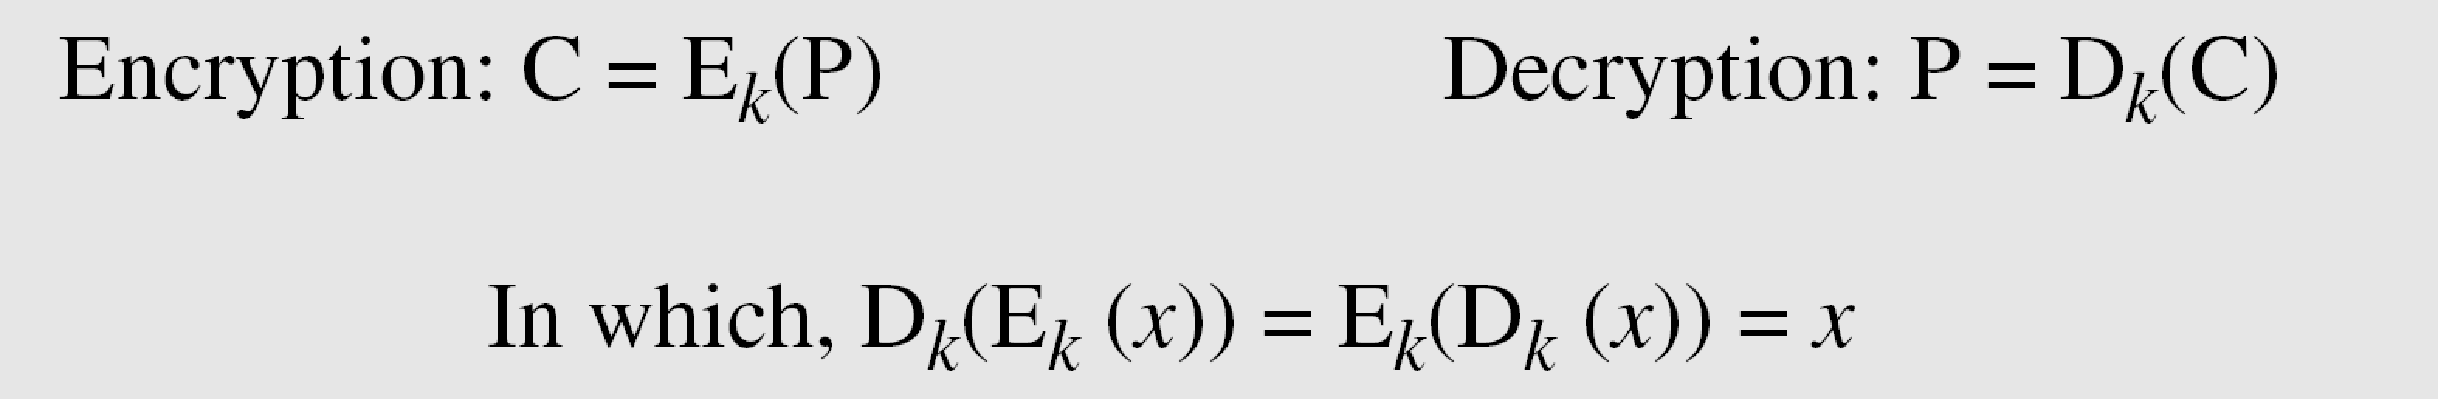 Encryption: C = Eₖ(P) Decryption: P = Dₖ(C)
In which, Dₖ(Eₖ (x)) = Eₖ(Dₖ (x)) = x